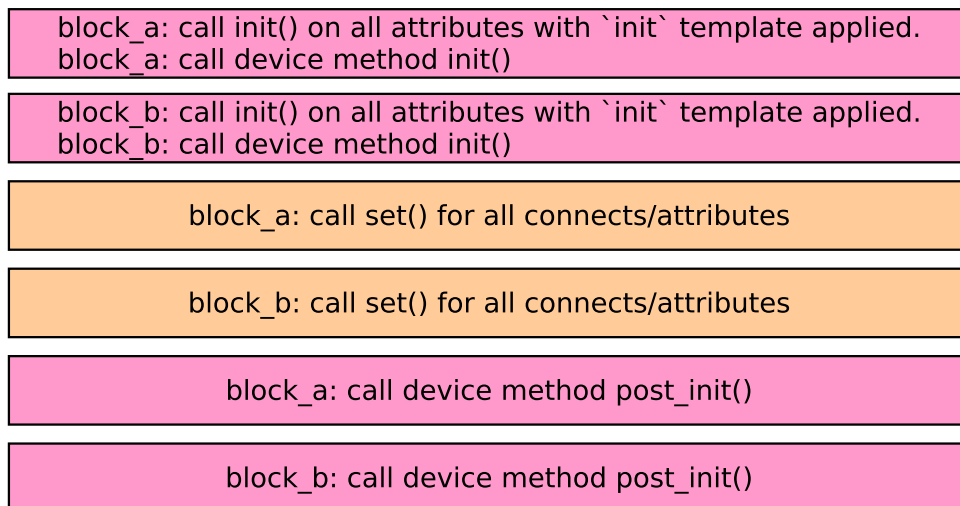 block_a: call init() on all attributes with `init` template applied.
block_a: call device method init()
block_b: call init() on all attributes with `init` template applied.
block_b: call device method init()
block_a: call set() for all connects/attributes
block_b: call set() for all connects/attributes
block_a: call device method post_init()
block_b: call device method post_init()